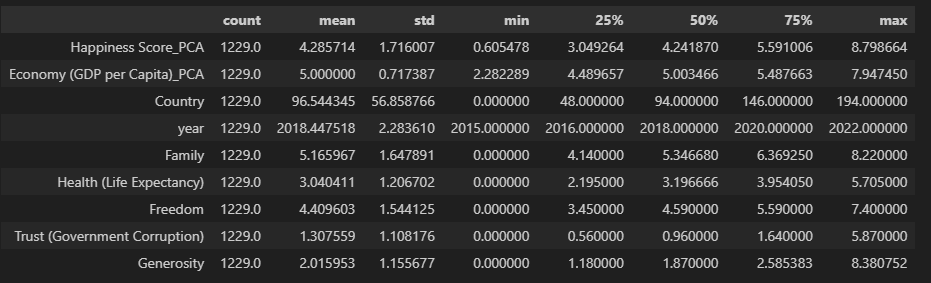 count mean std min 25% 50% 75% max
Happiness Score_PCA 1229.0 4.285714 1.716007 0.605478 3.049264 4.241870 5.591006 8.798664
Economy (GDP per Capita)_PCA 1229.0 5.000000 0.717387 2.282289 4.489657 5.003466 5.487663 7.947450
Country 1229.0 96.544345 56.858766 0.000000 48.000000 94.000000 146.000000 194.000000
year 1229.0 2018.447518 2.283610 2015.000000 2016.000000 2018.000000 2020.000000 2022.000000
Family 1229.0 5.165967 1.647891 0.000000 4.140000 5.346680 6.369250 8.220000
Health (Life Expectancy) 1229.0 3.040411 1.206702 0.000000 2.195000 3.196666 3.954050 5.705000
Freedom 1229.0 4.409603 1.544125 0.000000 3.450000 4.590000 5.590000 7.400000
Trust (Government Corruption) 1229.0 1.307559 1.108176 0.000000 0.560000 0.960000 1.640000 5.870000
Generosity 1229.0 2.015953 1.155677 0.000000 1.180000 1.870000 2.585383 8.380752